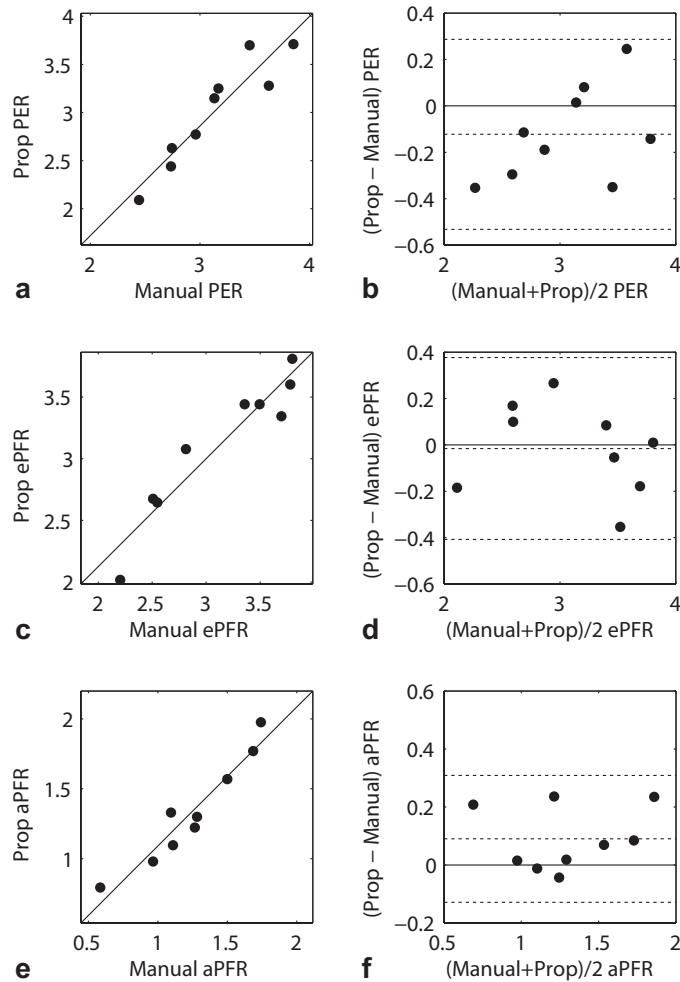 4
3.5
3
2.5
2
Prop PER
2 3 4
Manual PER
a
0.4
0.2
0
−0.2
−0.4
−0.6
(Prop − Manual) PER
2 3 4
(Manual+Prop)/2 PER
b
3.5
3
2.5
2
Prop ePFR
2 2.5 3 3.5
Manual ePFR
c
0.4
0.2
0
−0.2
−0.4
−0.6
(Prop − Manual) ePFR
2 3 4
(Manual+Prop)/2 ePFR
d
2
1.5
1
Prop aPFR
0.5 1 1.5 2
Manual aPFR
e
0.6
0.4
0.2
0
−0.2
(Prop − Manual) aPFR
0.5 1 1.5 2
(Manual+Prop)/2 aPFR
f